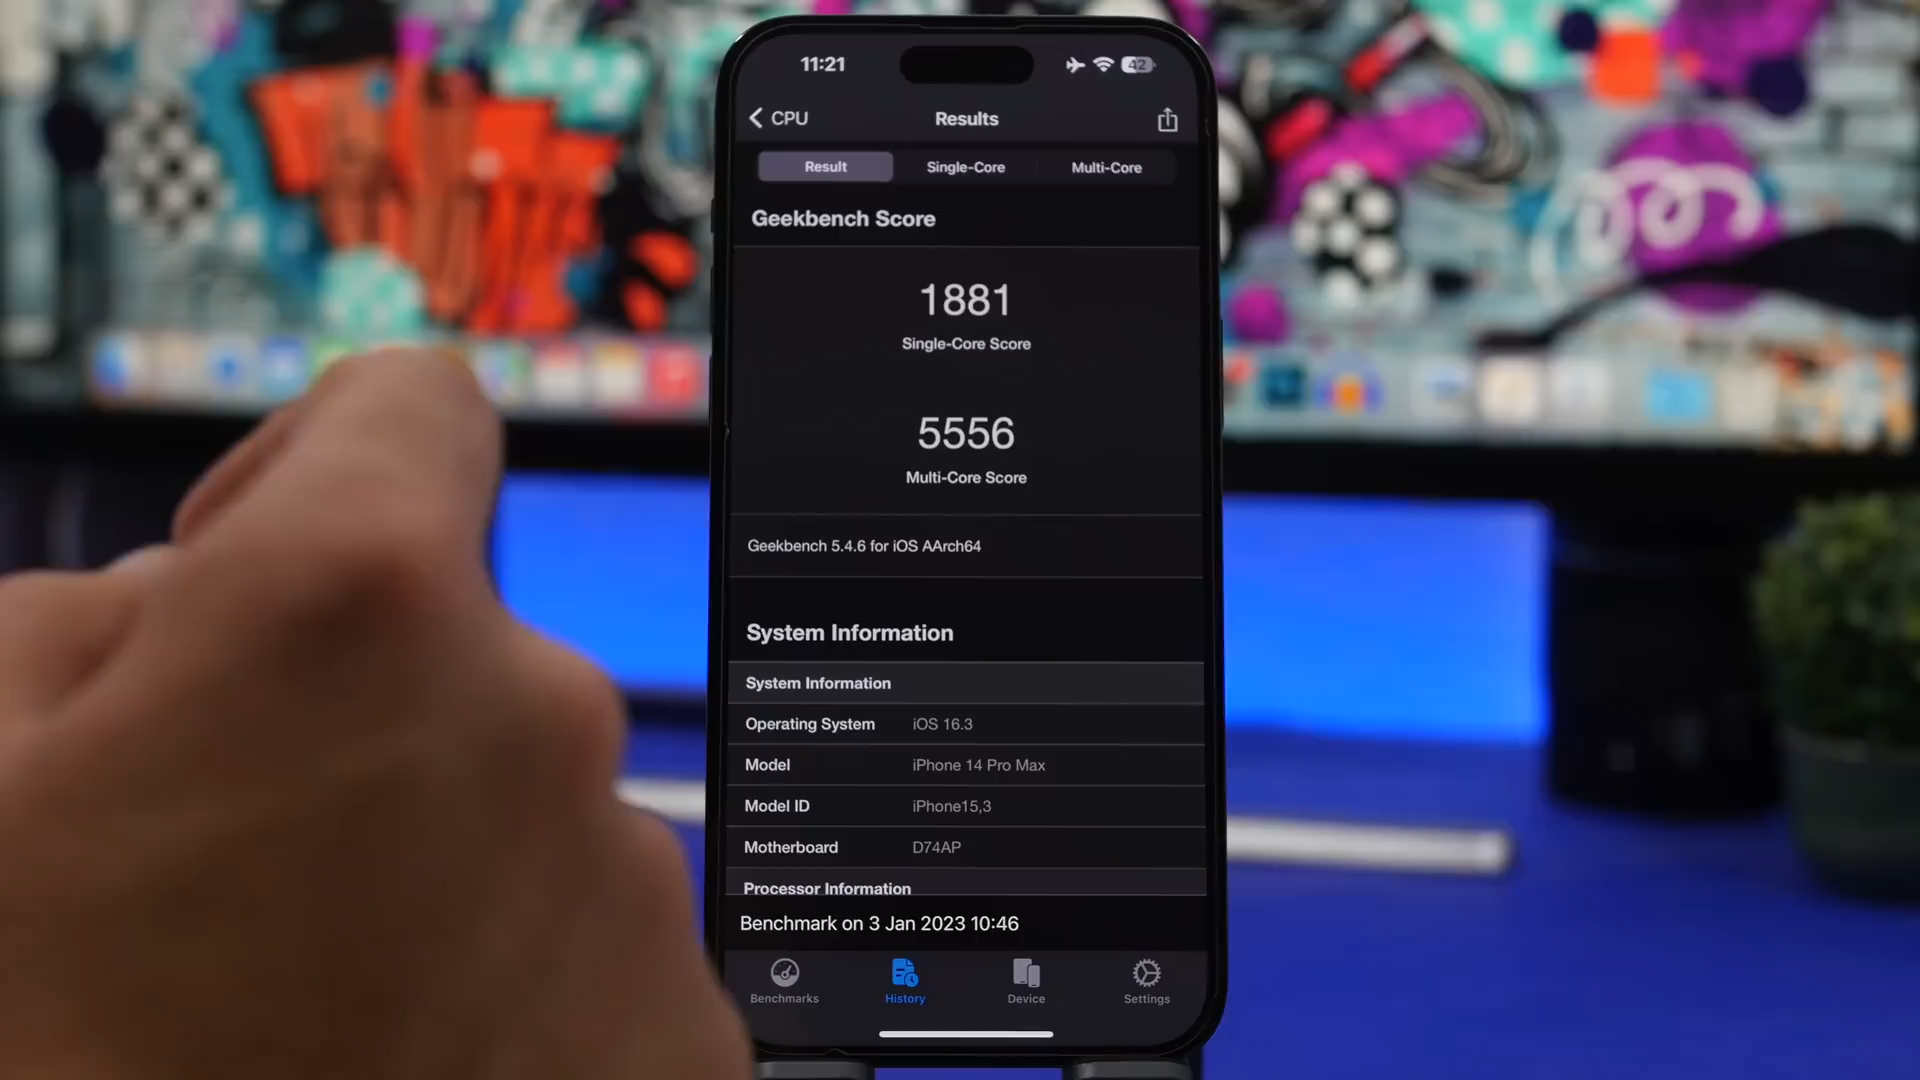 11:21
42
CPU
Results
Result
Single-Core
Multi-Core
Geekbench Score
1881
Single-Core Score
5556
Multi-Core Score
Geekbench 5.4.6 for iOS AArch64
System Information
System Information
Operating System iOS 16.3
Model iPhone 14 Pro Max
Model ID iPhone15,3
Motherboard D74AP
Processor Information
Benchmark on 3 Jan 2023 10:46
Benchmarks
History
Device
Settings